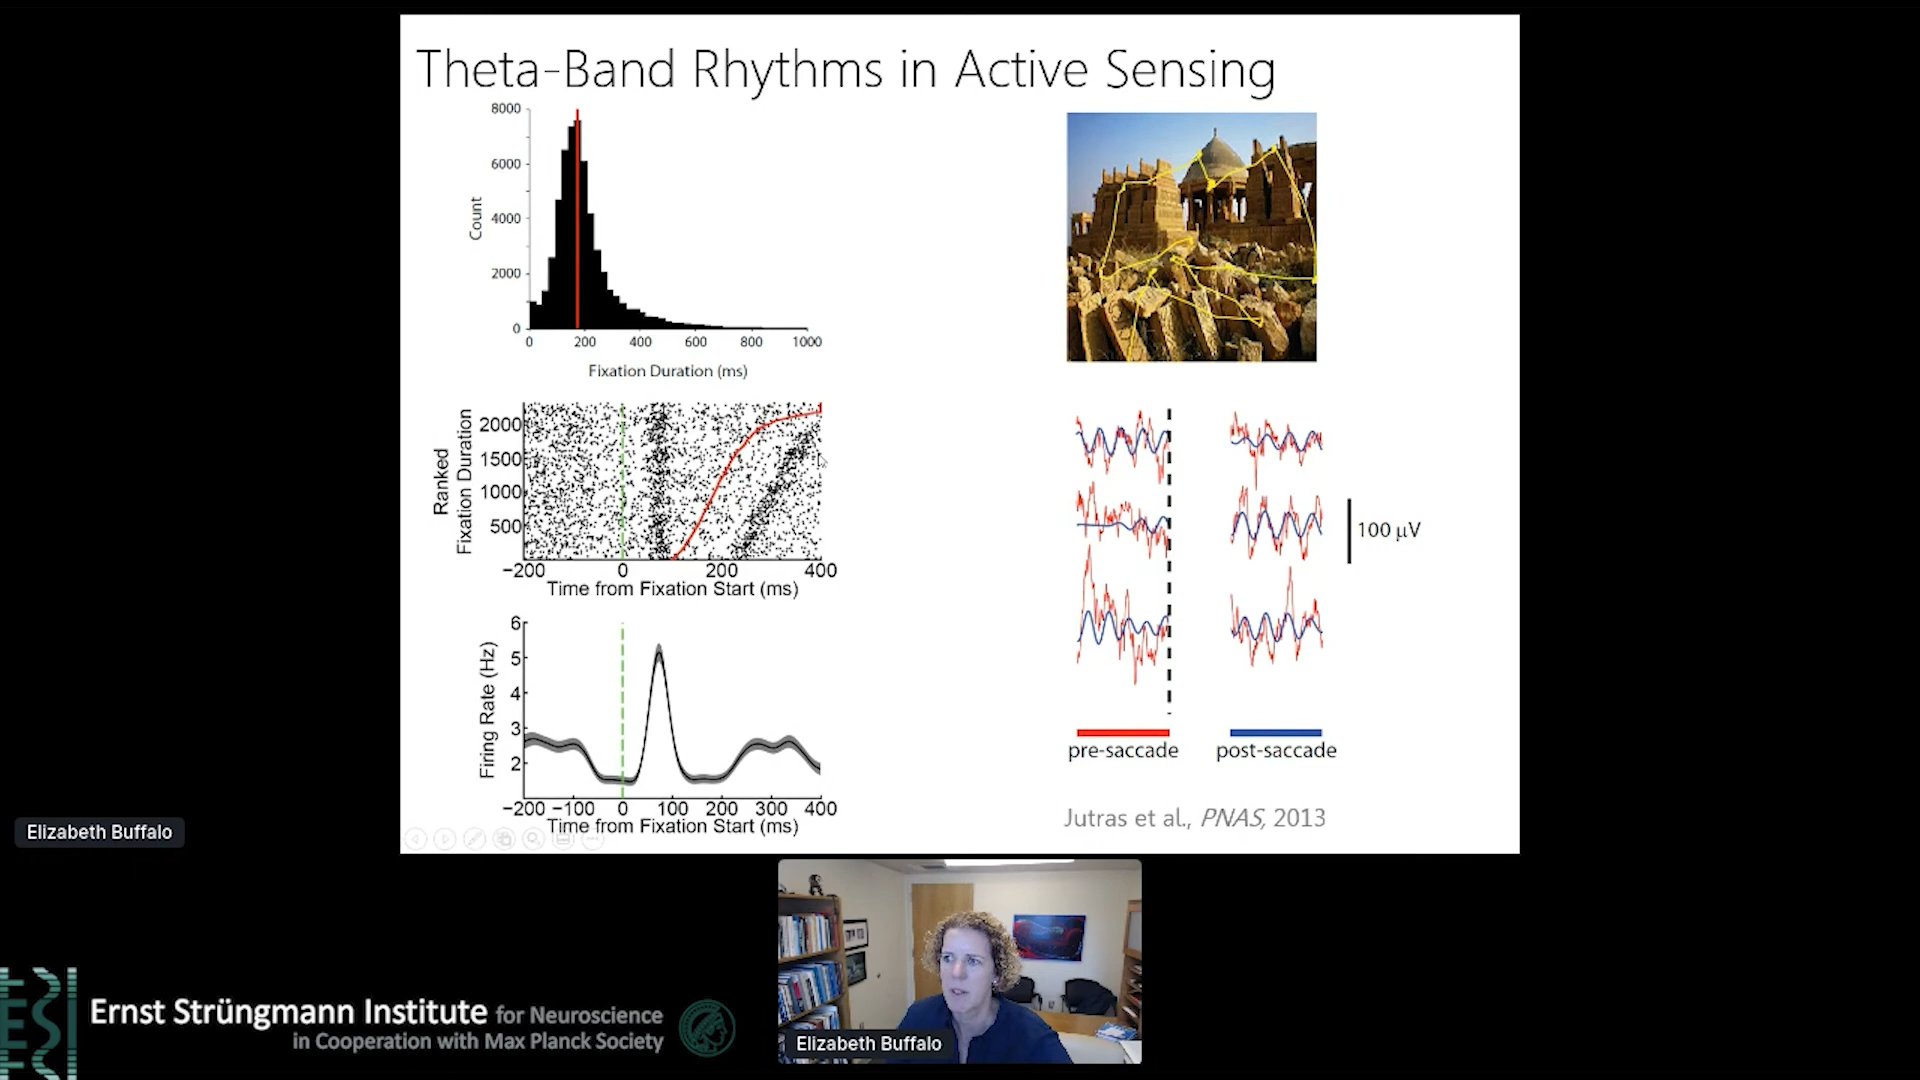 Theta-Band Rhythms in Active Sensing
8000
6000
4000
2000
0
Count
0 200 400 600 800 1000
Fixation Duration (ms)
Ranked
Fixation Duration
2000
1500
1000
500
−200 0 200 400
Time from Fixation Start (ms)
Firing Rate (Hz)
6
5
4
3
2
−200 −100 0 100 200 300 400
Time from Fixation Start (ms)
100 µV
pre-saccade post-saccade
Jutras et al., PNAS, 2013
Elizabeth Buffalo
Elizabeth Buffalo
ESI
Ernst Strüngmann Institute for Neuroscience
in Cooperation with Max Planck Society